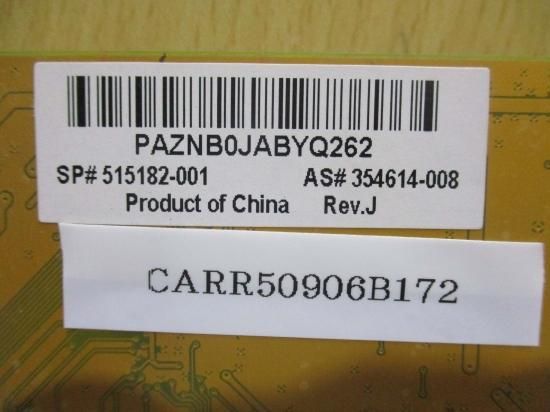 PAZNB0JABYQ262
SP# 515182-001 AS# 354614-008
Product of China Rev.J
CARR50906B172